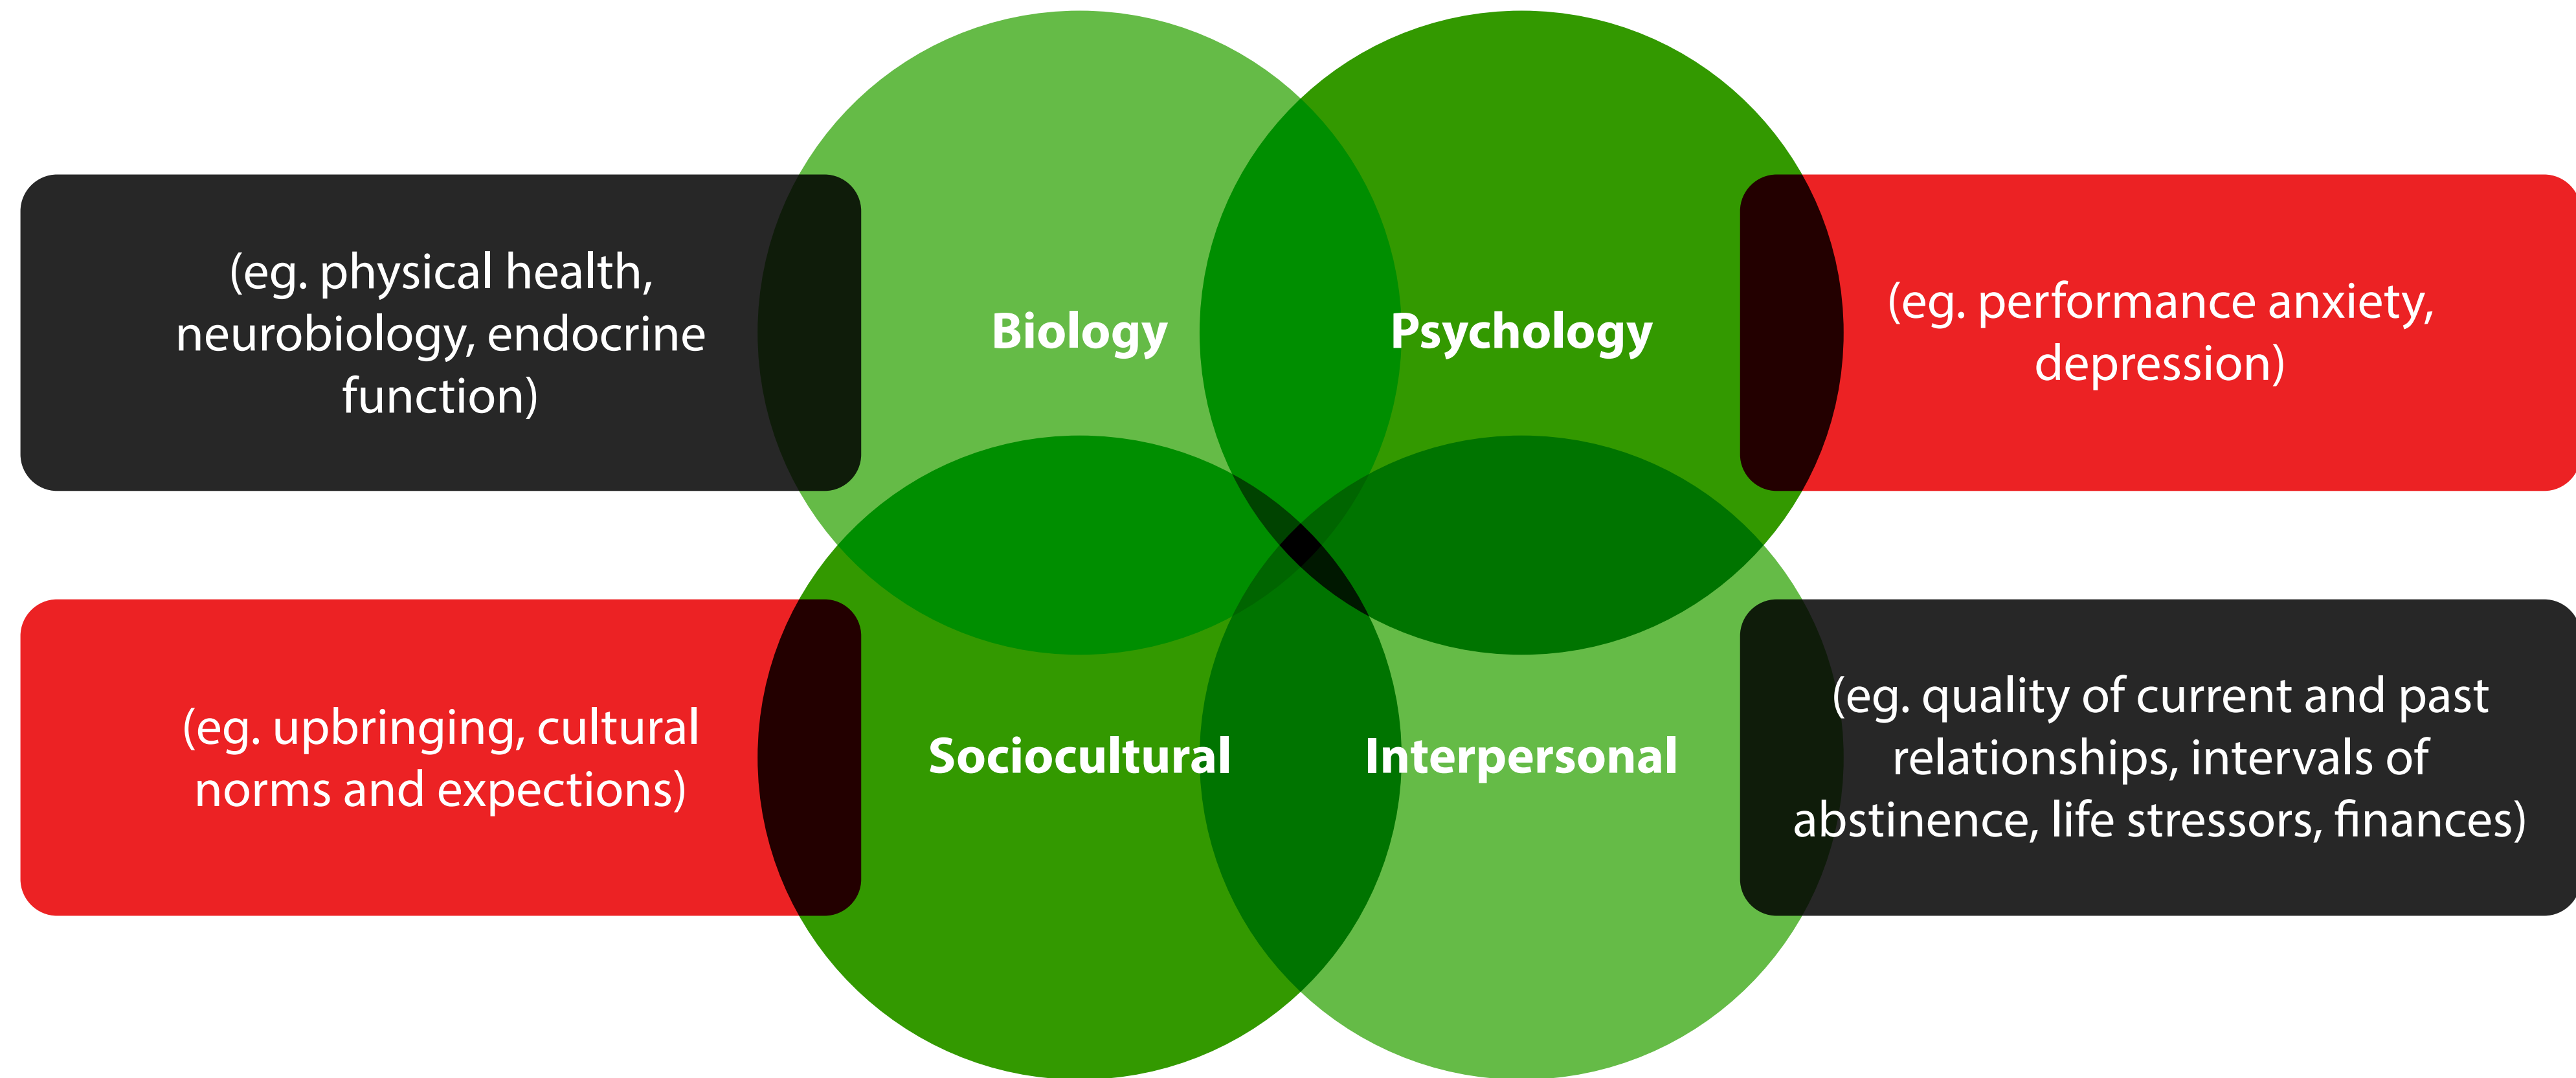 (eg. physical health,
neurobiology, endocrine
function)
Biology
Psychology
(eg. performance anxiety,
depression)
(eg. upbringing, cultural
norms and expections)
Sociocultural
Interpersonal
(eg. quality of current and past
relationships, intervals of
abstinence, life stressors, finances)